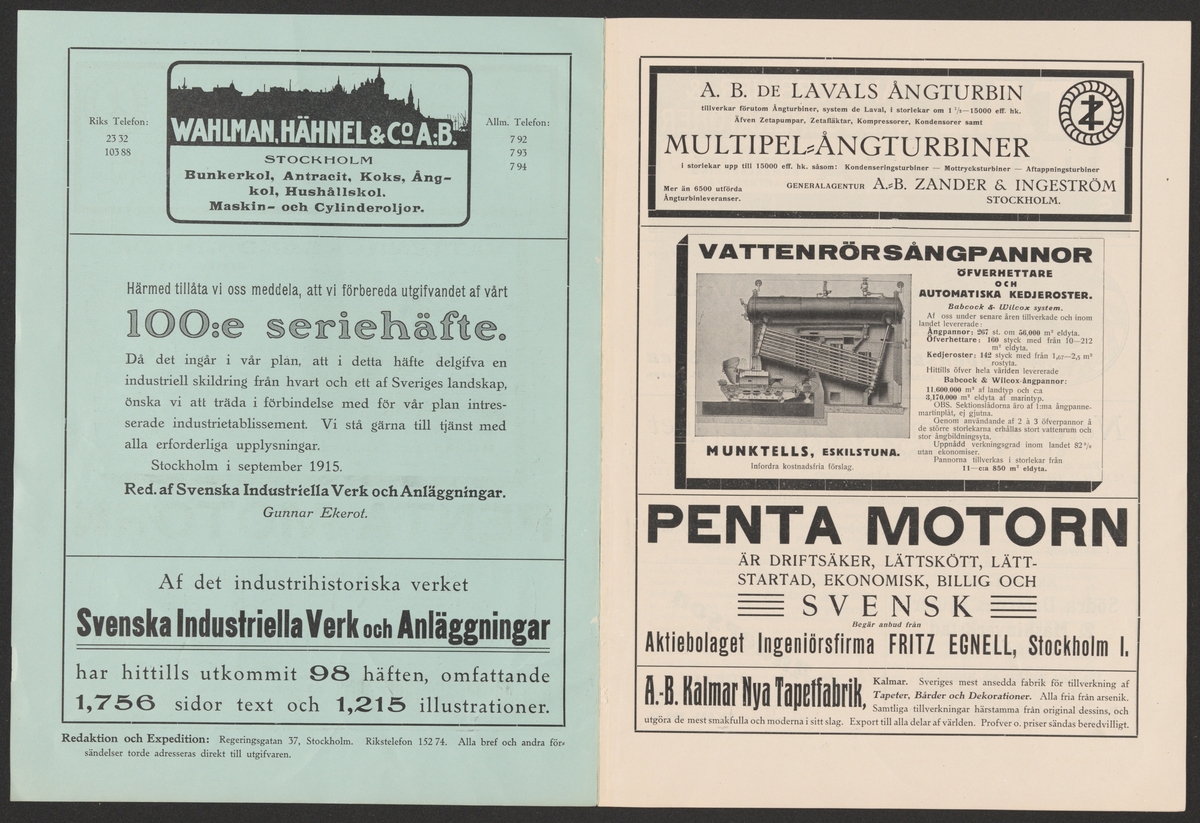 Riks Telefon:
23 32
103 88
WAHLMAN, HÄHNEL & Co A.B.
STOCKHOLM
Bunkerkol, Antracit, Koks, Ång-
kol, Hushållskol.
Maskin- och Cylinderoljor.
Allm. Telefon:
7 92
7 93
7 94
Härmed tillåta vi oss meddela, att vi förbereda utgifvandet af vårt
100:e seriehäfte.
Då det ingår i vår plan, att i detta häfte delgifva en
industriell skildring från hvart och ett af Sveriges landskap,
önska vi att träda i förbindelse med för vår plan intres-
serade industrietablissement. Vi stå gärna till tjänst med
alla erforderliga upplysningar.
Stockholm i september 1915.
Red. af Svenska Industriella Verk och Anläggningar.
Gunnar Ekerot.
Af det industrihistoriska verket
Svenska Industriella Verk och Anläggningar
har hittills utkommit 98 häften, omfattande
1,756 sidor text och 1,215 illustrationer.
Redaktion och Expedition: Regeringsgatan 37, Stockholm. Rikstelefon 152 74. Alla bref och andra för-
sändelser torde adresseras direkt till utgifvaren.
A. B. DE LAVALS ÅNGTURBIN
tillverkar förutom Ångturbiner, system de Laval, i storlekar om 1 1/2—15000 eff. hk.
Äfven Zetapumpar, Zetafläktar, Kompressorer, Kondensorer samt
MULTIPEL-ÅNGTURBINER
i storlekar upp till 15000 eff. hk. såsom: Kondenseringsturbiner — Mottrycksturbiner — Aftappningsturbiner
Mer än 6500 utförda
Ångturbinleveranser.
GENERALAGENTUR A.-B. ZANDER & INGESTRÖM
STOCKHOLM.
VATTENRÖRSÅNGPANNOR
ÖFVERHETTARE
OCH
AUTOMATISKA KEDJEROSTER.
Babcock & Wilcox system.
Af oss under senare åren tillverkade och inom
landet levererade:
Ångpannor: 267 st. om 56,000 m² eldyta.
Öfverhettare: 160 styck med från 10—212
m² eldyta.
Kedjeroster: 142 styck med från 1,07—2,5 m²
rostyta.
Hittills öfver hela världen levererade
Babcock & Wilcox-ångpannor:
11,600,000 m² af landtyp och c:a
3,170,000 m² eldyta af marintyp.
OBS. Sektionslådorna äro af 1:ma ångpanne-
martinplåt, ej gjutna.
Genom användande af 2 à 3 öfverpannor å
de större storlekarna erhållas stort vattenrum och
stor ångbildningsyta.
Uppnådd verkningsgrad inom landet 82 %
utan ekonomiser.
Pannorna tillverkas i storlekar från
11—c:a 850 m² eldyta.
MUNKTELLS, ESKILSTUNA.
Infordra kostnadsfria förslag.
PENTA MOTORN
ÄR DRIFTSÄKER, LÄTTSKÖTT, LÄTT-
STARTAD, EKONOMISK, BILLIG OCH
SVENSK
Begär anbud från
Aktiebolaget Ingeniörsfirma FRITZ EGNELL, Stockholm I.
A.-B. Kalmar Nya Tapetfabrik, Kalmar. Sveriges mest ansedda fabrik för tillverkning af
Tapeter, Bårder och Dekorationer. Alla fria från arsenik.
Samtliga tillverkningar härstamma från original dessins, och
utgöra de mest smakfulla och moderna i sitt slag. Export till alla delar af världen. Profver o. priser sändas beredvilligt.